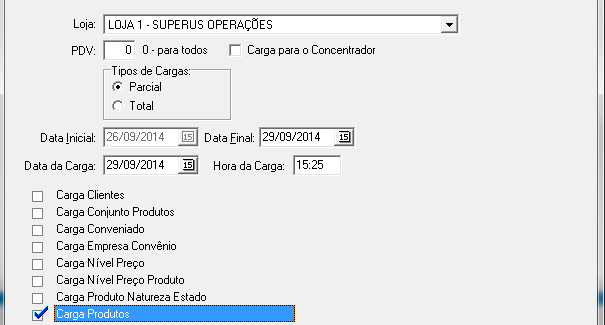 Loja: LOJA 1 - SUPERUS OPERAÇÕES
PDV: 0 0 - para todos Carga para o Concentrador
Tipos de Cargas:
Parcial
Total
Data Inicial: 26/09/2014 15 Data Final: 29/09/2014 15
Data da Carga: 29/09/2014 15 Hora da Carga: 15:25
Carga Clientes
Carga Conjunto Produtos
Carga Conveniado
Carga Empresa Convênio
Carga Nível Preço
Carga Nível Preço Produto
Carga Produto Natureza Estado
Carga Produtos